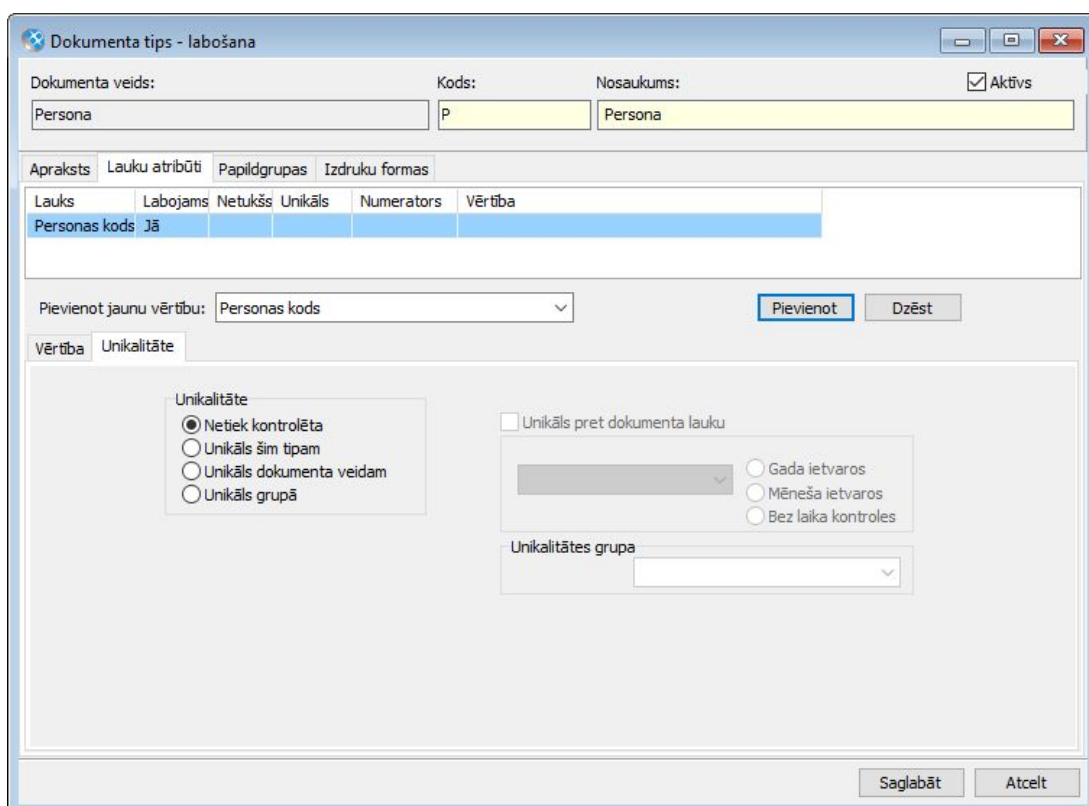 Dokumenta tips - labošana
Dokumenta veids: Kods: Nosaukums: Aktīvs
Persona P Persona
Apraksts Lauku atribūti Papildgrupas Izdruku formas
Lauks Labojams Netukšs Unikāls Numerators Vērtība
Personas kods Jā
Pievienot jaunu vērtību: Personas kods Pievienot Dzēst
Vērtība Unikalitāte
Unikalitāte
Netiek kontrolēta
Unikāls šim tipam
Unikāls dokumenta veidam
Unikāls grupā
Unikāls pret dokumenta lauku
Gada ietvaros
Mēneša ietvaros
Bez laika kontroles
Unikalitātes grupa
Saglabāt Atcelt